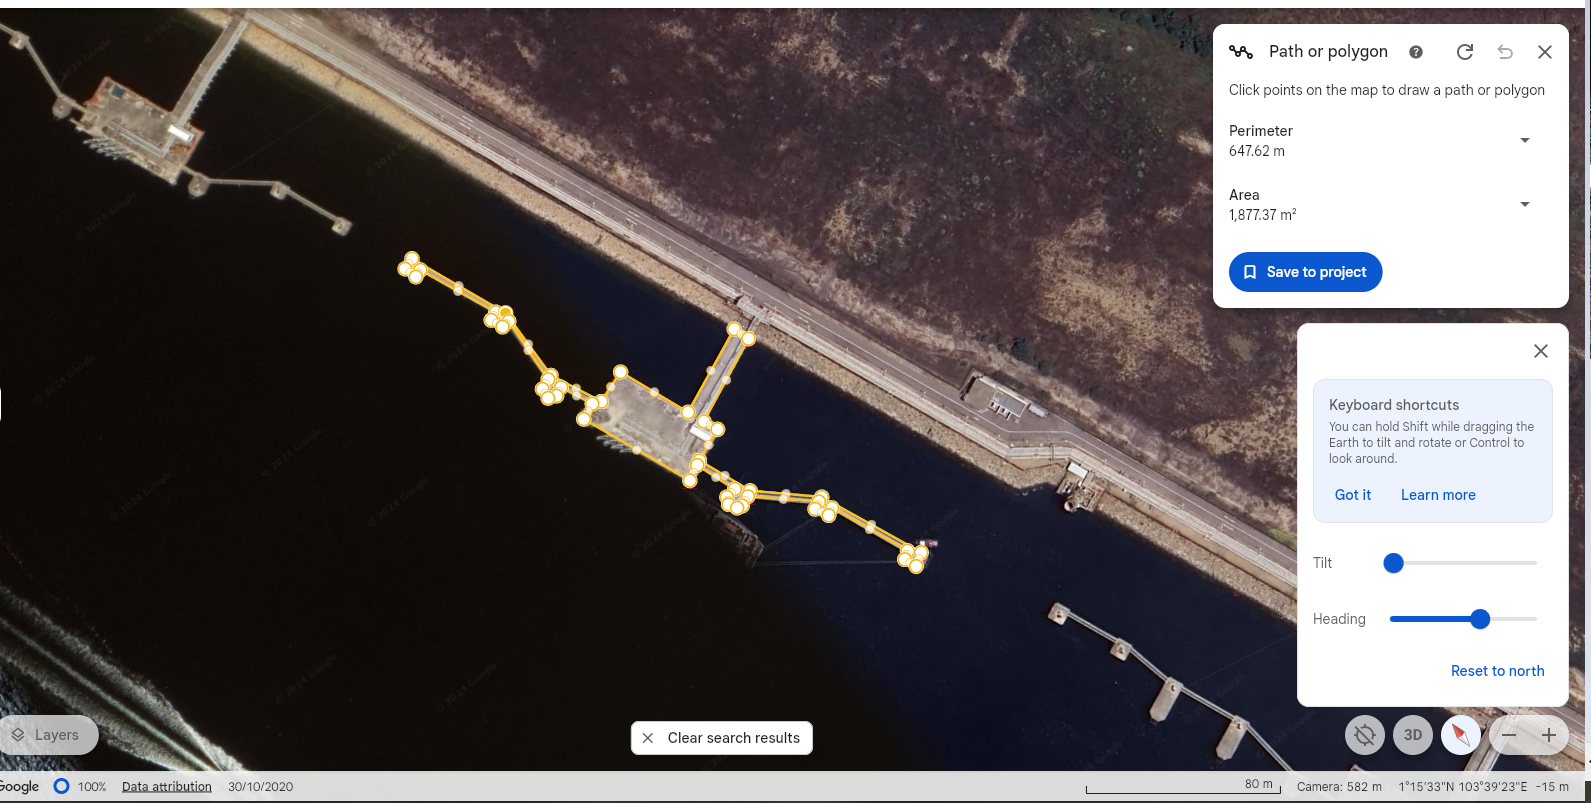 Path or polygon
Click points on the map to draw a path or polygon
Perimeter
647.62 m
Area
1,877.37 m²
Save to project
Keyboard shortcuts
You can hold Shift while dragging the
Earth to tilt and rotate or Control to
look around.
Got it Learn more
Tilt
Heading
Reset to north
Layers
Clear search results
3D
Google 100% Data attribution 30/10/2020 80 m Camera: 582 m 1°15'33"N 103°39'23"E -15 m